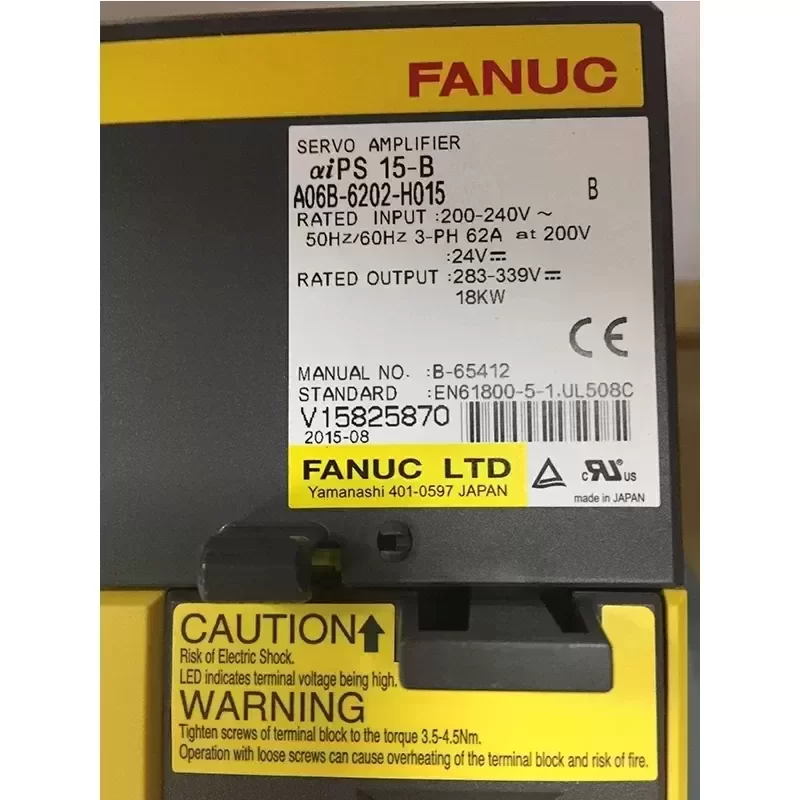 FANUC
SERVO AMPLIFIER
αiPS 15-B
A06B-6202-H015 B
RATED INPUT :200-240V ~
50Hz/60Hz 3-PH 62A at 200V
:24V⎓
RATED OUTPUT :283-339V⎓
18KW
CE
MANUAL NO. :B-65412
STANDARD :EN61800-5-1.UL508C
V15825870
2015-08
FANUC LTD
Yamanashi 401-0597 JAPAN
c RU US
made in JAPAN
CAUTION
Risk of Electric Shock.
LED indicates terminal voltage being high.
WARNING
Tighten screws of terminal block to the torque 3.5-4.5Nm.
Operation with loose screws can cause overheating of the terminal block and risk of fire.